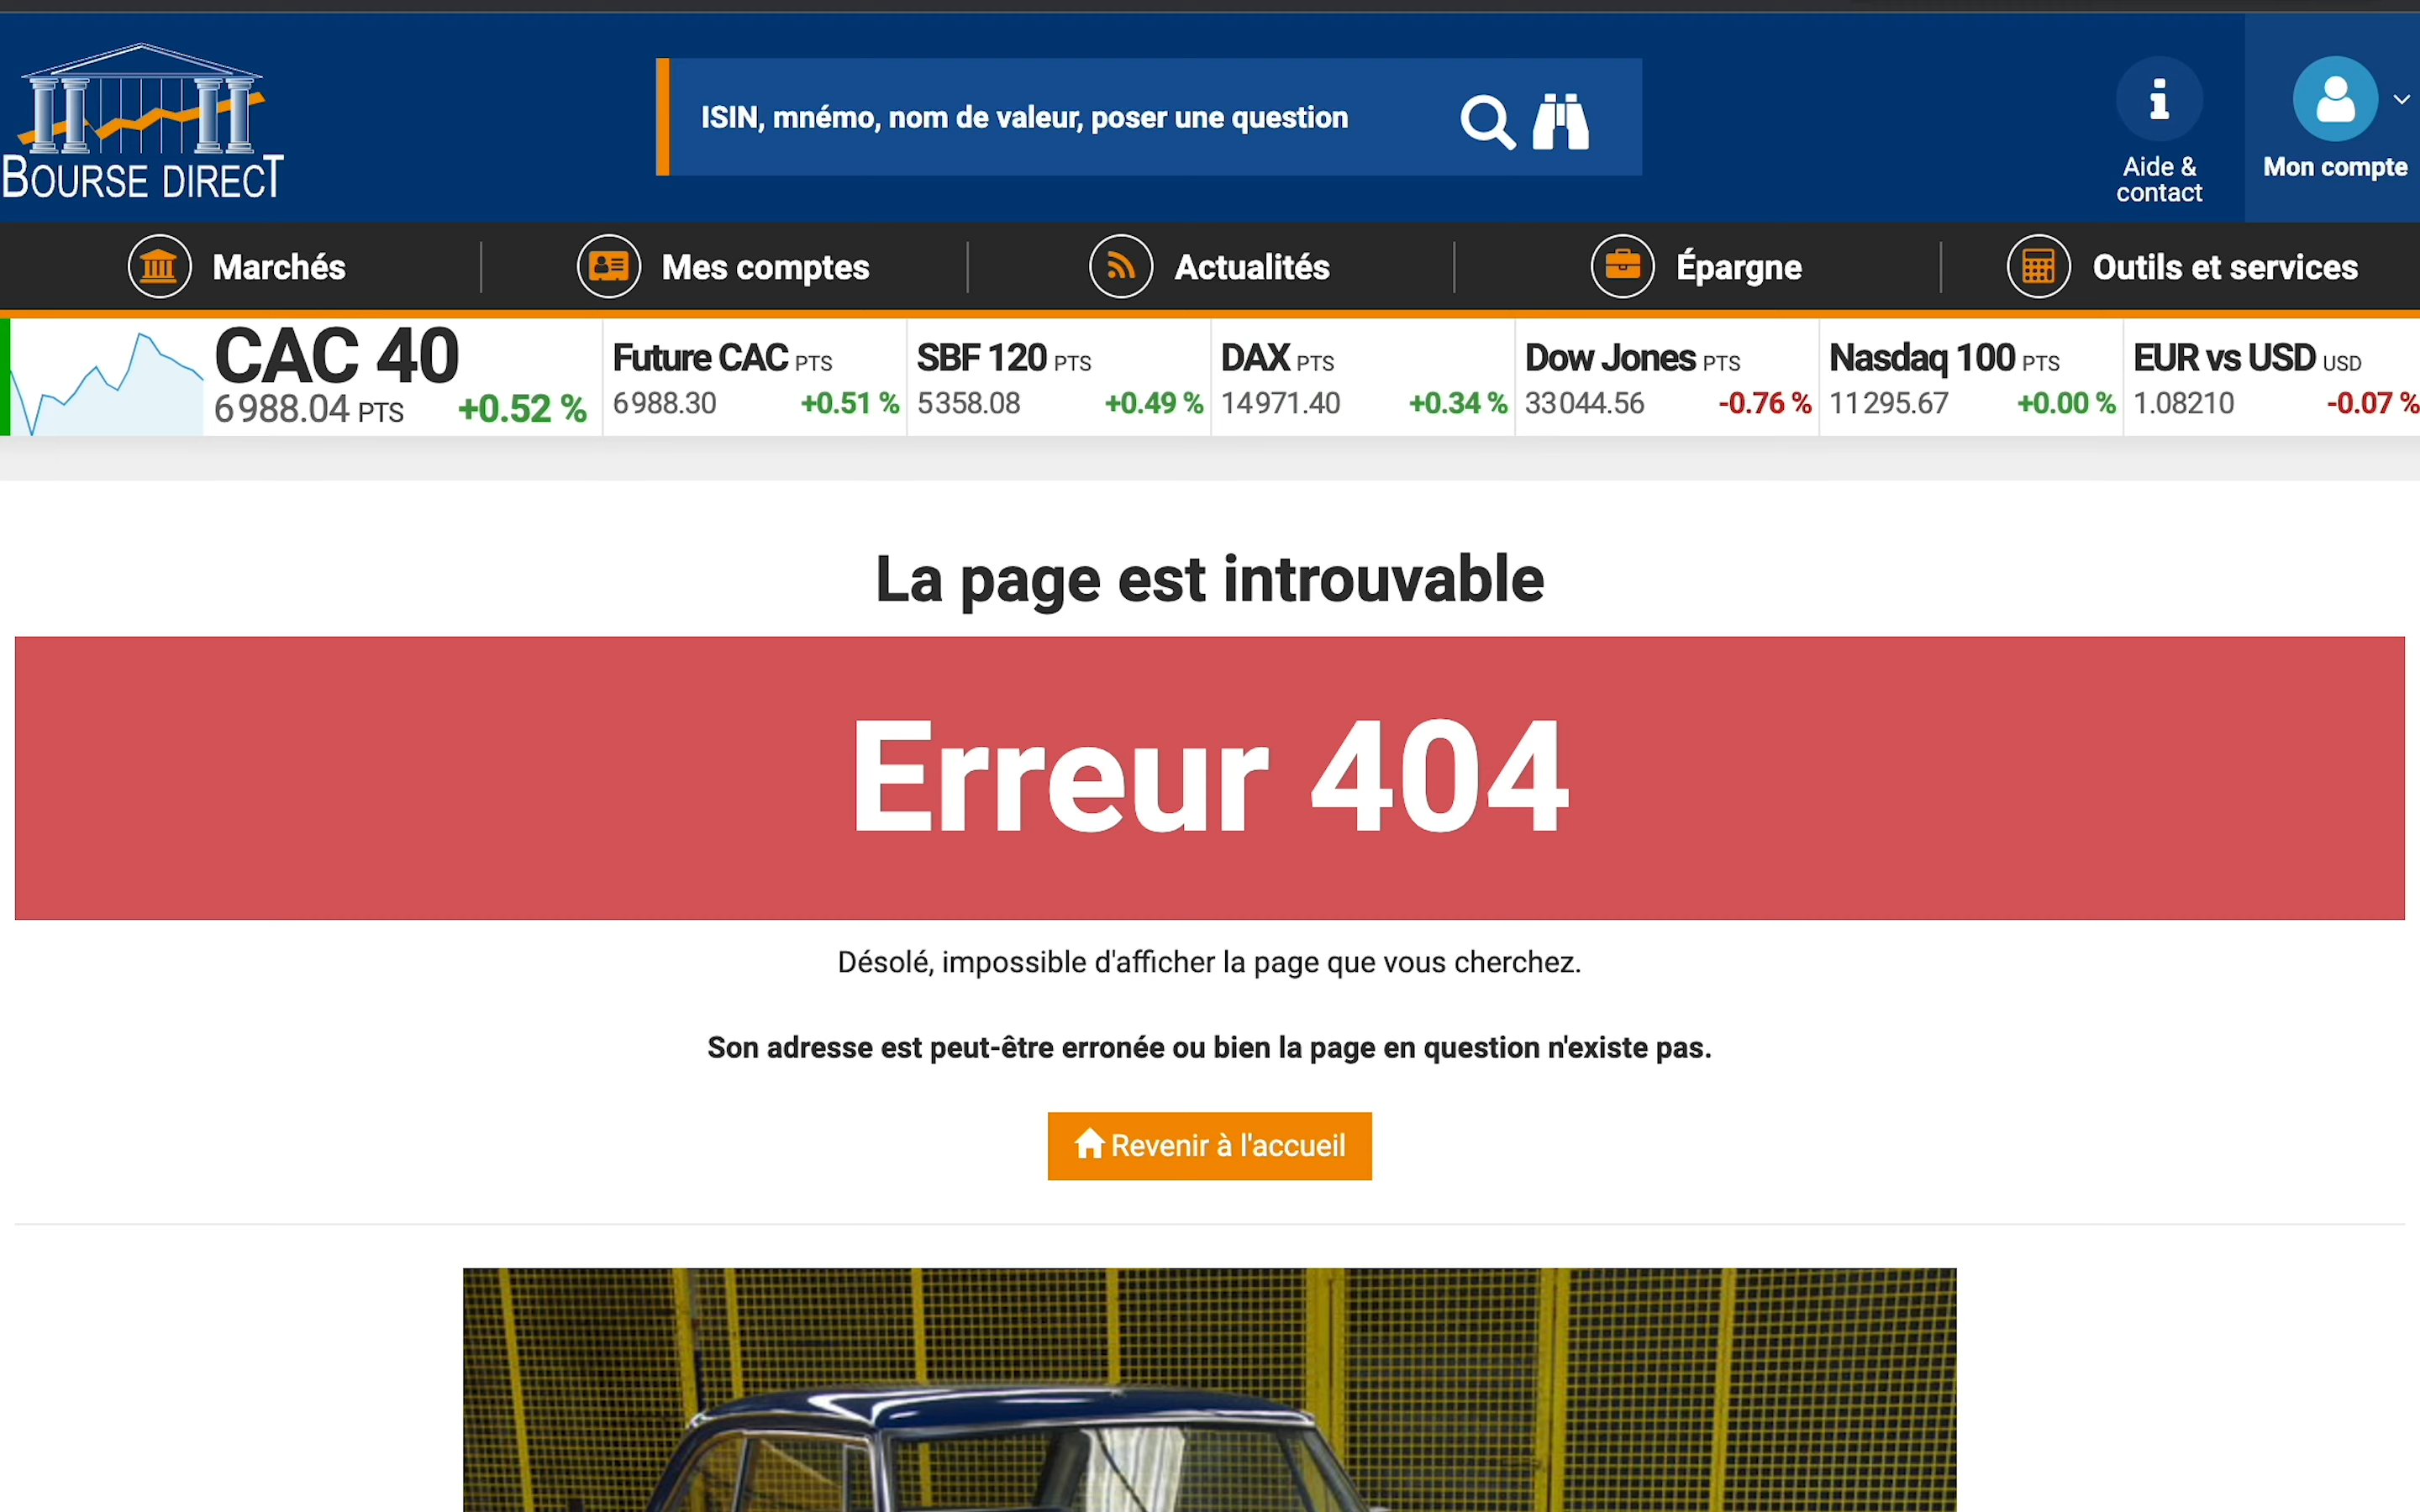 BOURSE DIRECT
ISIN, mnémo, nom de valeur, poser une question
Aide &
contact
Mon compte
Marchés
Mes comptes
Actualités
Épargne
Outils et services
CAC 40
6988.04 PTS +0.52 %
Future CAC PTS
6988.30 +0.51 %
SBF 120 PTS
5358.08 +0.49 %
DAX PTS
14971.40 +0.34 %
Dow Jones PTS
33044.56 -0.76 %
Nasdaq 100 PTS
11295.67 +0.00 %
EUR vs USD USD
1.08210 -0.07 %
La page est introuvable
Erreur 404
Désolé, impossible d'afficher la page que vous cherchez.
Son adresse est peut-être erronée ou bien la page en question n'existe pas.
Revenir à l'accueil